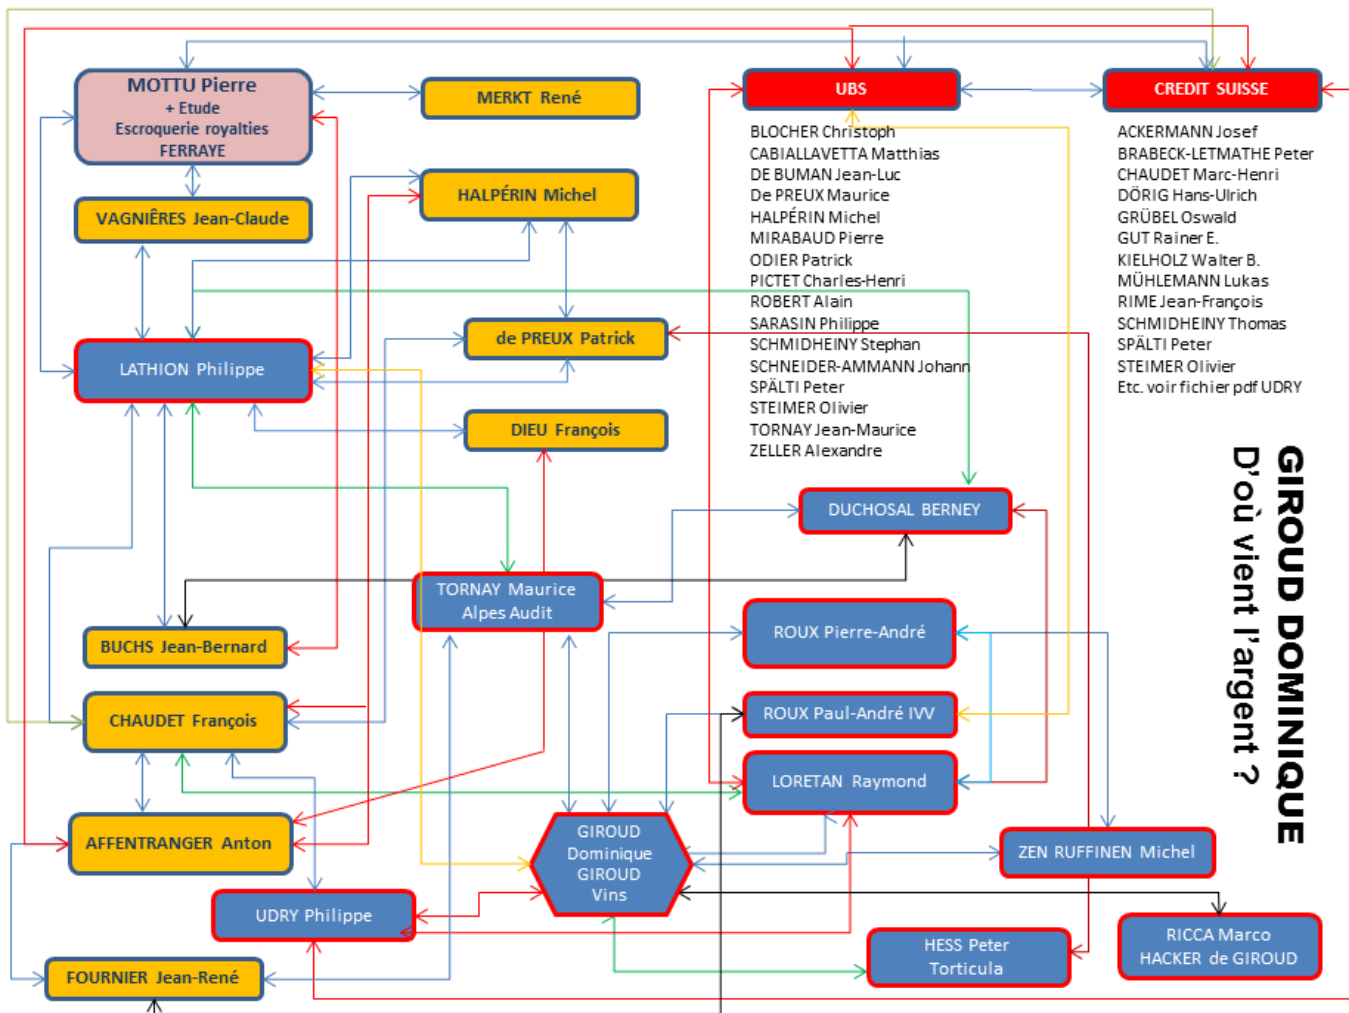 MOTTU Pierre
+ Etude
Escroquerie royalties
FERRAYE
MERKT René
UBS
CREDIT SUISSE
VAGNIÊRES Jean-Claude
HALPÉRIN Michel
BLOCHER Christoph
CABIALLAVETTA Matthias
DE BUMAN Jean-Luc
De PREUX Maurice
HALPÉRIN Michel
MIRABAUD Pierre
ODIER Patrick
PICTET Charles-Henri
ROBERT Alain
SARASIN Philippe
SCHMIDHEINY Stephan
SCHNEIDER-AMMANN Johann
SPÄLTI Peter
STEIMER Olivier
TORNAY Jean-Maurice
ZELLER Alexandre
ACKERMANN Josef
BRABECK-LETMATHE Peter
CHAUDET Marc-Henri
DÖRIG Hans-Ulrich
GRÜBEL Oswald
GUT Rainer E.
KIELHOLZ Walter B.
MÜHLEMANN Lukas
RIME Jean-François
SCHMIDHEINY Thomas
SPÄLTI Peter
STEIMER Olivier
Etc. voir fichier pdf UDRY
de PREUX Patrick
LATHION Philippe
DIEU François
GIROUD DOMINIQUE
D'où vient l'argent ?
DUCHOSAL BERNEY
TORNAY Maurice
Alpes Audit
BUCHS Jean-Bernard
ROUX Pierre-André
CHAUDET François
ROUX Paul-André IVV
LORETAN Raymond
AFFENTRANGER Anton
GIROUD
Dominique
GIROUD
Vins
ZEN RUFFINEN Michel
UDRY Philippe
HESS Peter
Torticula
RICCA Marco
HACKER de GIROUD
FOURNIER Jean-René